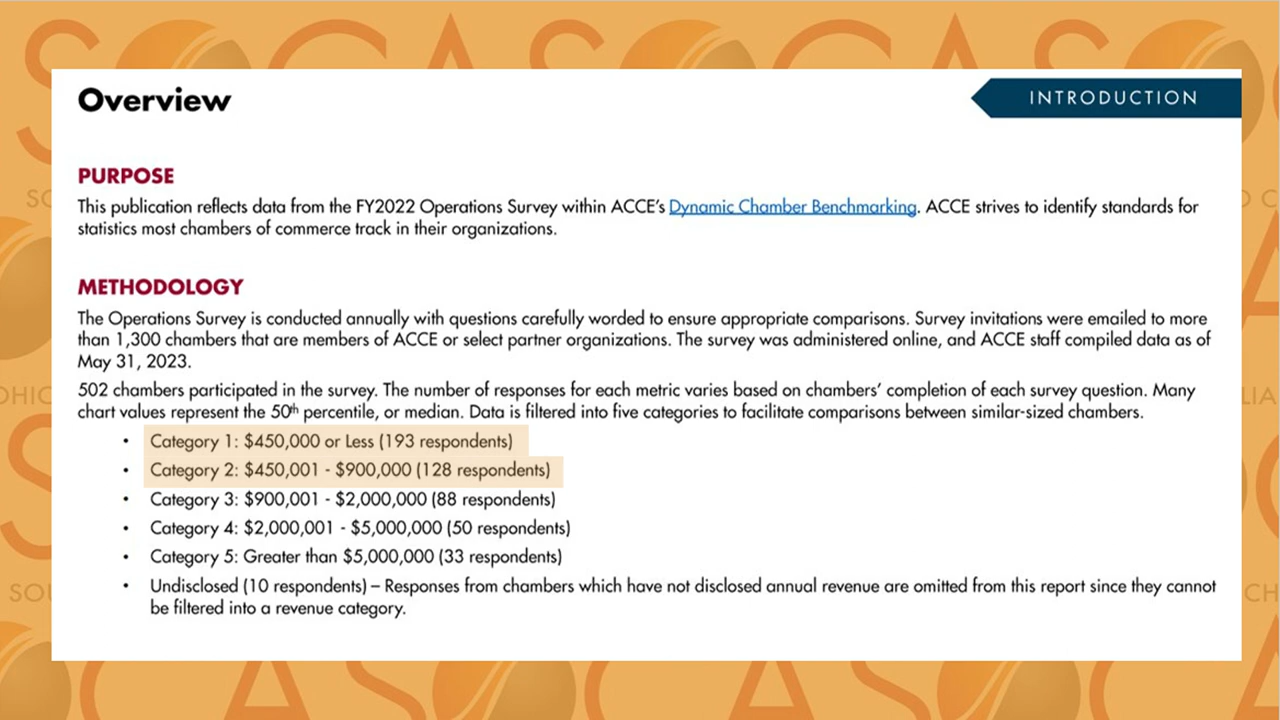 SOCASOCASO
Overview
INTRODUCTION
PURPOSE
This publication reflects data from the FY2022 Operations Survey within ACCE's Dynamic Chamber Benchmarking. ACCE strives to identify standards for
statistics most chambers of commerce track in their organizations.
METHODOLOGY
The Operations Survey is conducted annually with questions carefully worded to ensure appropriate comparisons. Survey invitations were emailed to more
than 1,300 chambers that are members of ACCE or select partner organizations. The survey was administered online, and ACCE staff compiled data as of
May 31, 2023.
502 chambers participated in the survey. The number of responses for each metric varies based on chambers' completion of each survey question. Many
chart values represent the 50th percentile, or median. Data is filtered into five categories to facilitate comparisons between similar-sized chambers.
• Category 1: $450,000 or Less (193 respondents)
• Category 2: $450,001 - $900,000 (128 respondents)
• Category 3: $900,001 - $2,000,000 (88 respondents)
• Category 4: $2,000,001 - $5,000,000 (50 respondents)
• Category 5: Greater than $5,000,000 (33 respondents)
• Undisclosed (10 respondents) – Responses from chambers which have not disclosed annual revenue are omitted from this report since they cannot
be filtered into a revenue category.